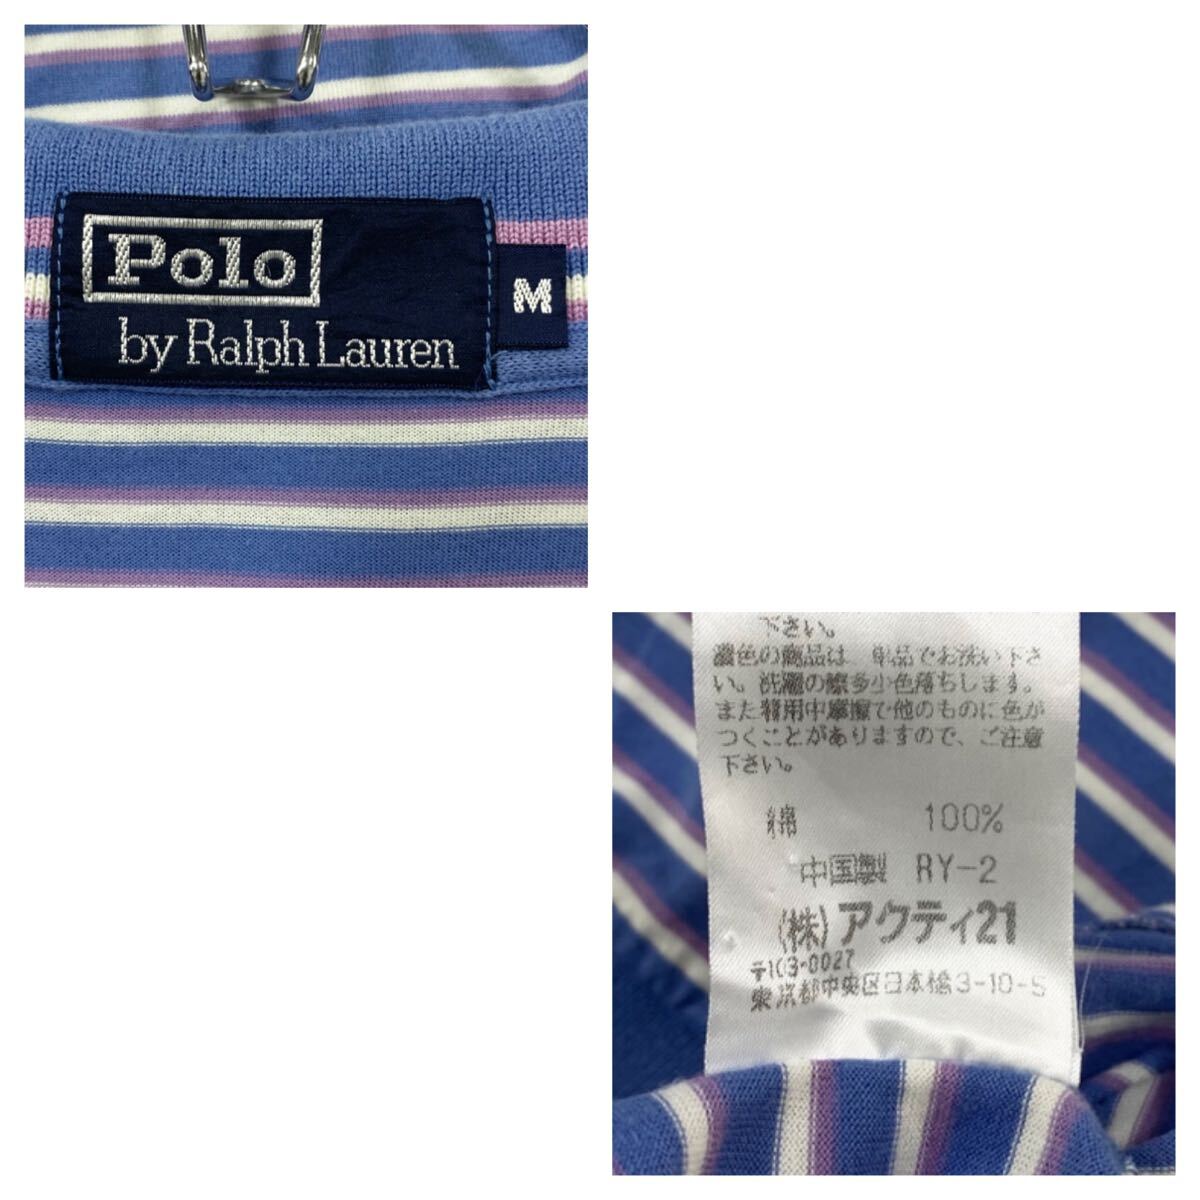 Polo
by Ralph Lauren
M
下さい。
濃色の商品は、単品でお洗い下さ
い。洗濯の際多少色落ちします。
また着用中摩擦で他のものに色が
つくことがありますので、ご注意
下さい。
綿 100%
中国製 RY-2
(株)アクティ21
〒103-0027
東京都中央区日本橋3-10-5